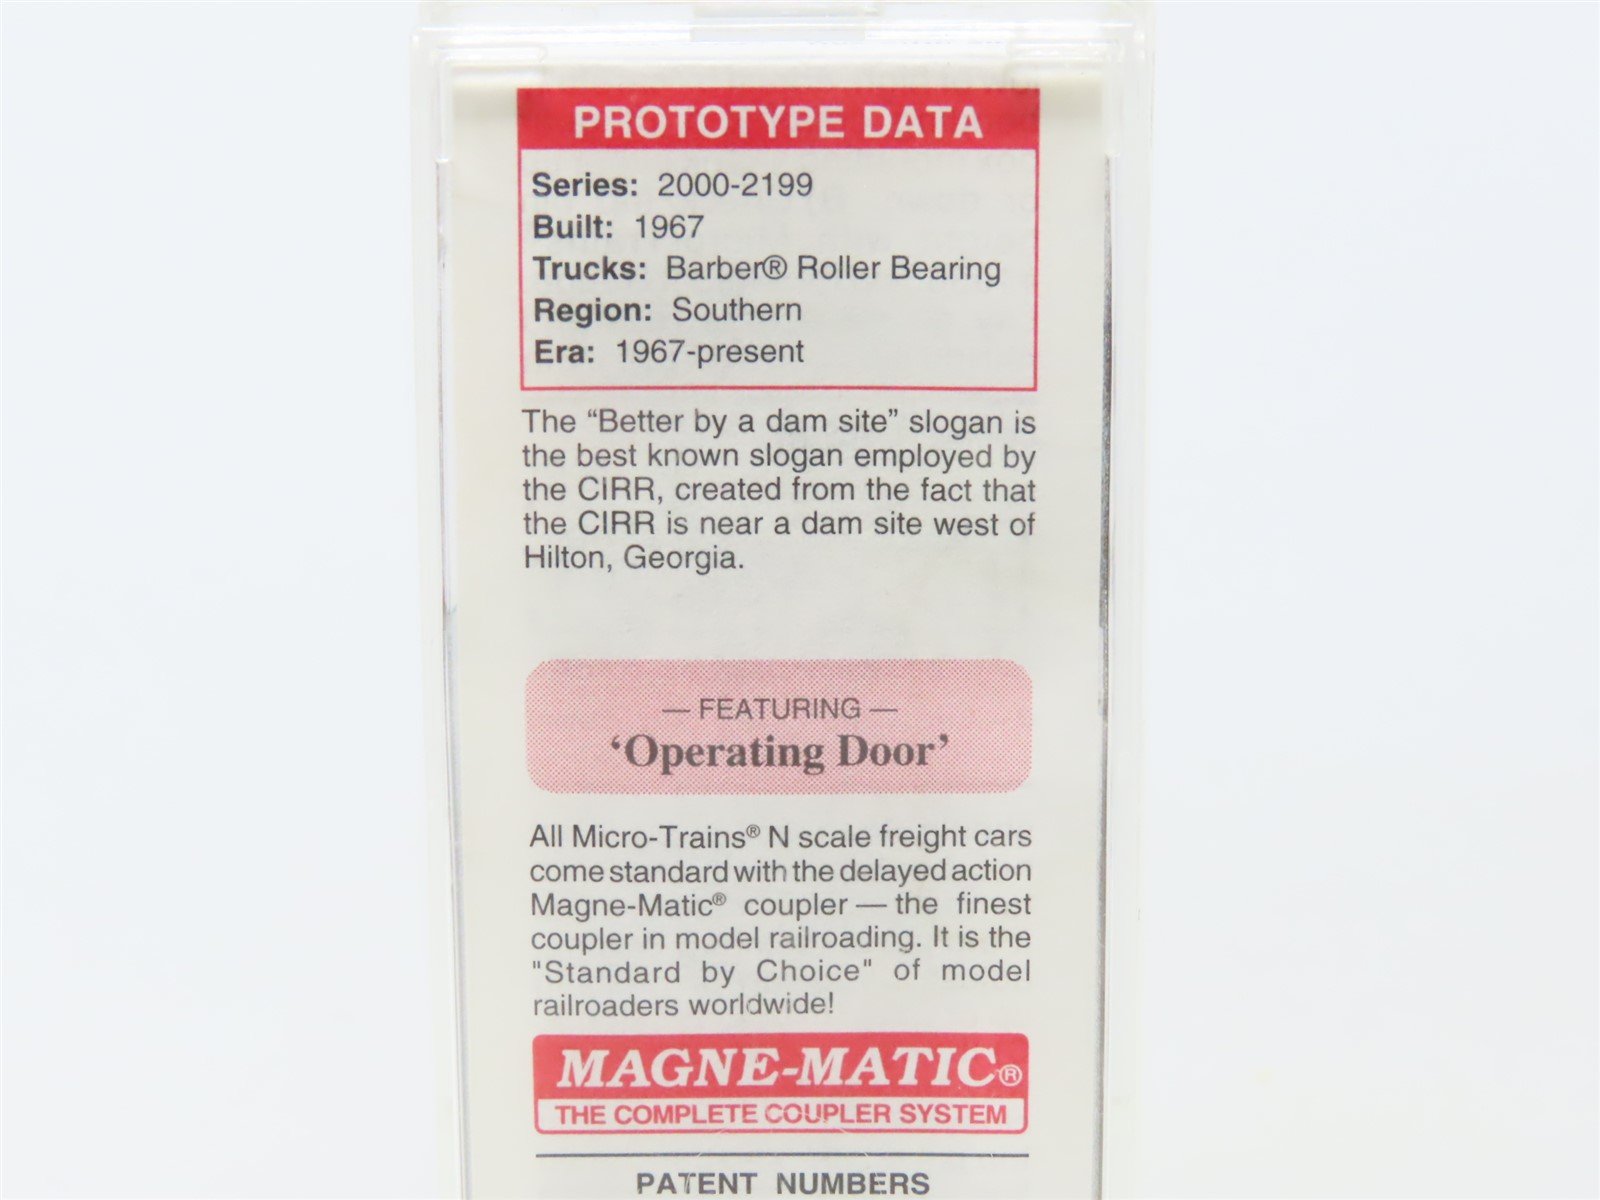 PROTOTYPE DATA
Series: 2000-2199
Built: 1967
Trucks: Barber® Roller Bearing
Region: Southern
Era: 1967-present
The “Better by a dam site” slogan is
the best known slogan employed by
the CIRR, created from the fact that
the CIRR is near a dam site west of
Hilton, Georgia.
— FEATURING —
‘Operating Door’
All Micro-Trains® N scale freight cars
come standard with the delayed action
Magne-Matic® coupler — the finest
coupler in model railroading. It is the
"Standard by Choice" of model
railroaders worldwide!
MAGNE-MATIC®
THE COMPLETE COUPLER SYSTEM
PATENT NUMBERS